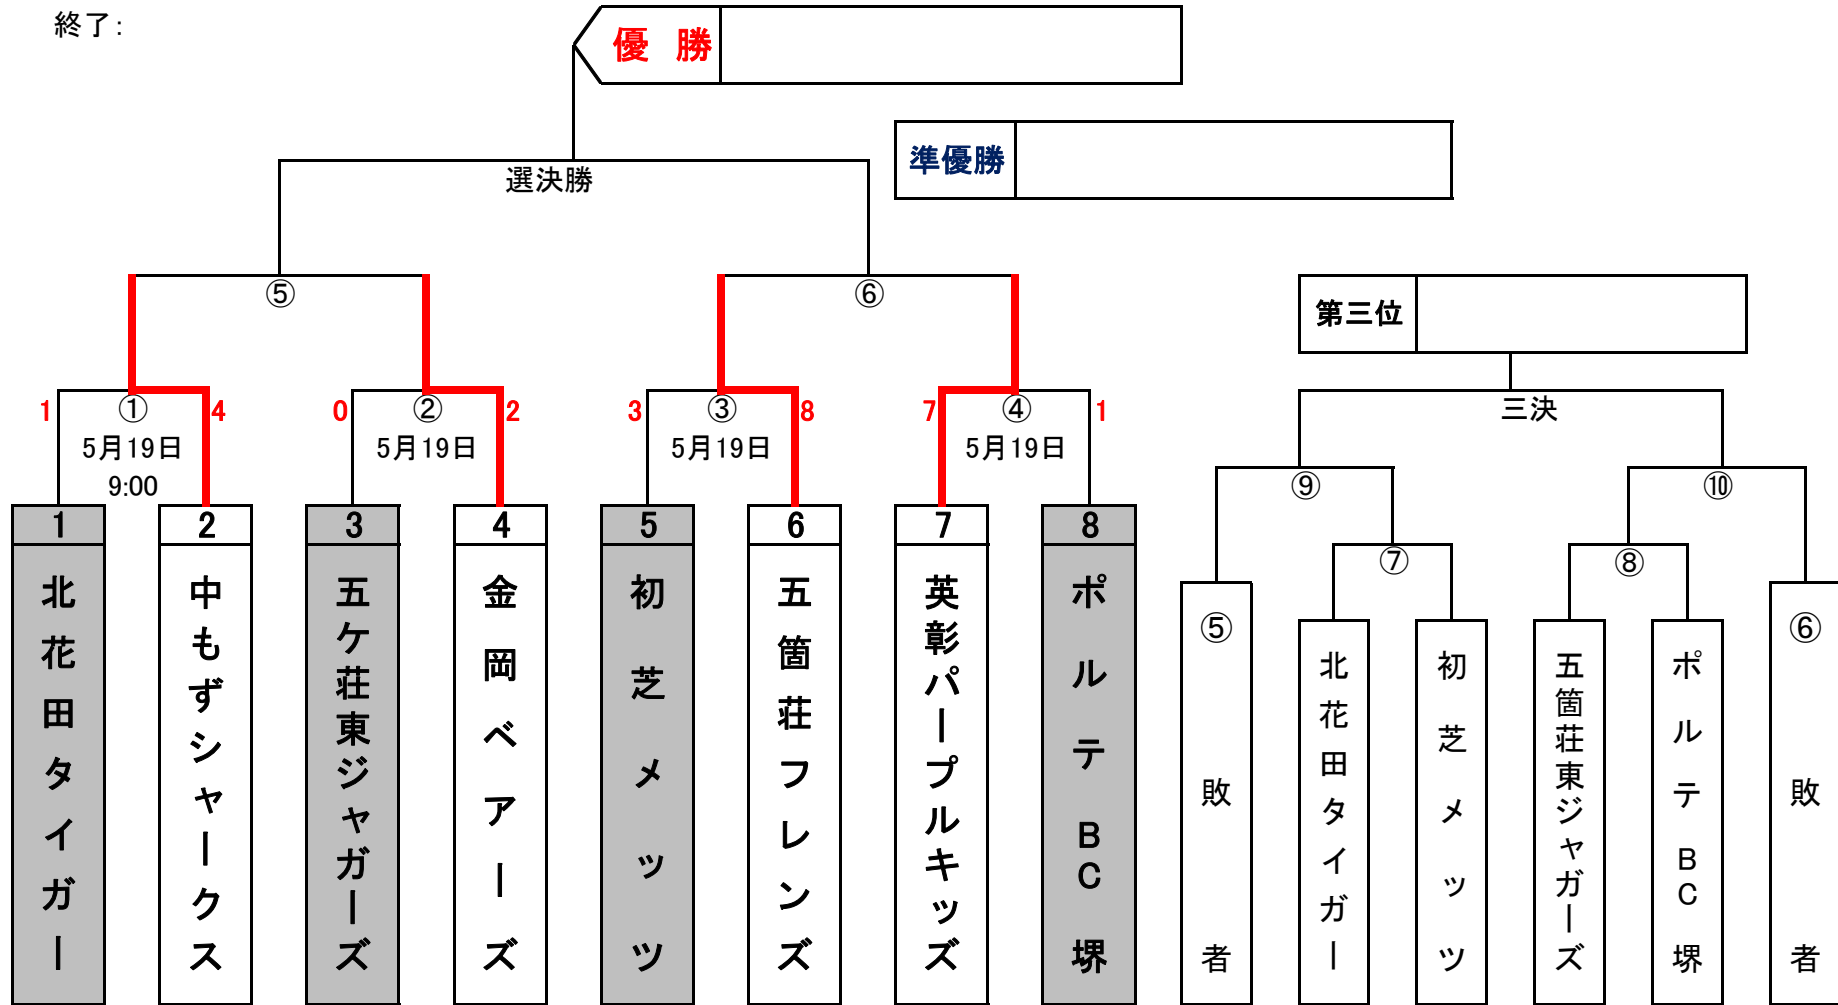 終了:
優 勝
準優勝
選決勝
⑤
⑥
第三位
1
①
4
0
②
2
3
③
8
7
④
1
三決
5月19日
5月19日
5月19日
5月19日
9:00
⑨
⑩
⑦
⑧
1
2
3
4
5
6
7
8
北花田タイガー
中もずシャークス
五ケ荘東ジャガーズ
金岡ベアーズ
初芝メッツ
五箇荘フレンズ
英彰パープルキッズ
ポルテBC堺
⑤敗者
北花田タイガー
初芝メッツ
五箇荘東ジャガーズ
ポルテBC堺
⑥敗者